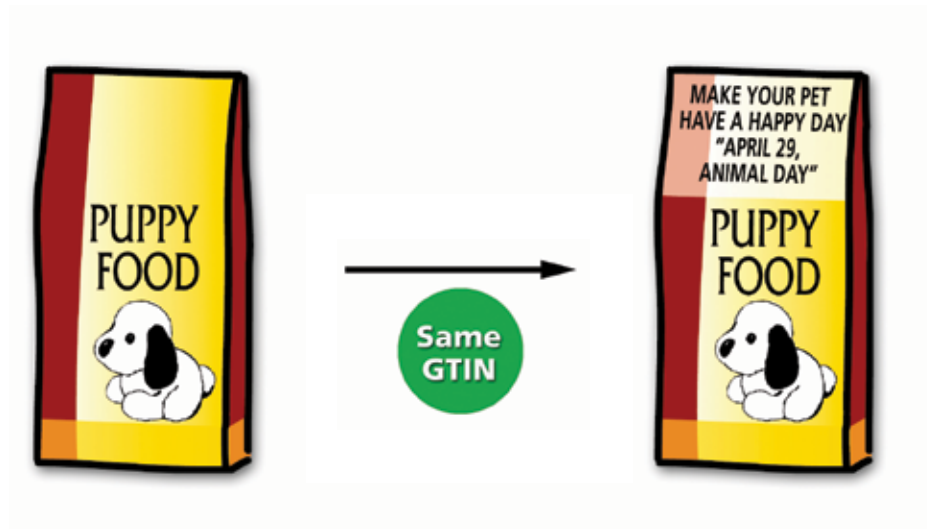 PUPPY
FOOD
Same
GTIN
MAKE YOUR PET
HAVE A HAPPY DAY
"APRIL 29,
ANIMAL DAY"
PUPPY
FOOD